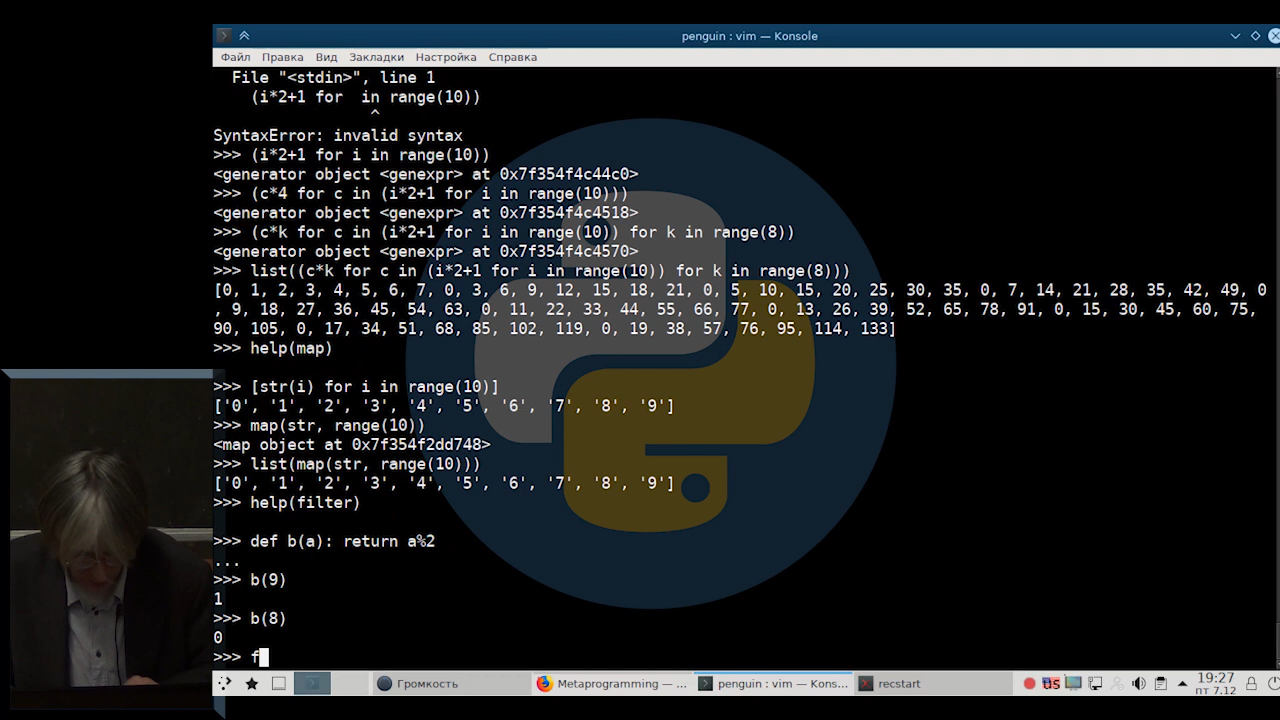 penguin : vim — Konsole
Файл Правка Вид Закладки Настройка Справка
File "<stdin>", line 1
(i*2+1 for  in range(10))
^
SyntaxError: invalid syntax
>>> (i*2+1 for i in range(10))
<generator object <genexpr> at 0x7f354f4c44c0>
>>> (c*4 for c in (i*2+1 for i in range(10)))
<generator object <genexpr> at 0x7f354f4c4518>
>>> (c*k for c in (i*2+1 for i in range(10)) for k in range(8))
<generator object <genexpr> at 0x7f354f4c4570>
>>> list((c*k for c in (i*2+1 for i in range(10)) for k in range(8)))
[0, 1, 2, 3, 4, 5, 6, 7, 0, 3, 6, 9, 12, 15, 18, 21, 0, 5, 10, 15, 20, 25, 30, 35, 0, 7, 14, 21, 28, 35, 42, 49, 0
, 9, 18, 27, 36, 45, 54, 63, 0, 11, 22, 33, 44, 55, 66, 77, 0, 13, 26, 39, 52, 65, 78, 91, 0, 15, 30, 45, 60, 75,
90, 105, 0, 17, 34, 51, 68, 85, 102, 119, 0, 19, 38, 57, 76, 95, 114, 133]
>>> help(map)
>>> [str(i) for i in range(10)]
['0', '1', '2', '3', '4', '5', '6', '7', '8', '9']
>>> map(str, range(10))
<map object at 0x7f354f2dd748>
>>> list(map(str, range(10)))
['0', '1', '2', '3', '4', '5', '6', '7', '8', '9']
>>> help(filter)
>>> def b(a): return a%2
...
>>> b(9)
1
>>> b(8)
0
>>> f
Громкость
Metaprogramming — ...
penguin : vim — Kons...
recstart
us
19:27
пт 7.12